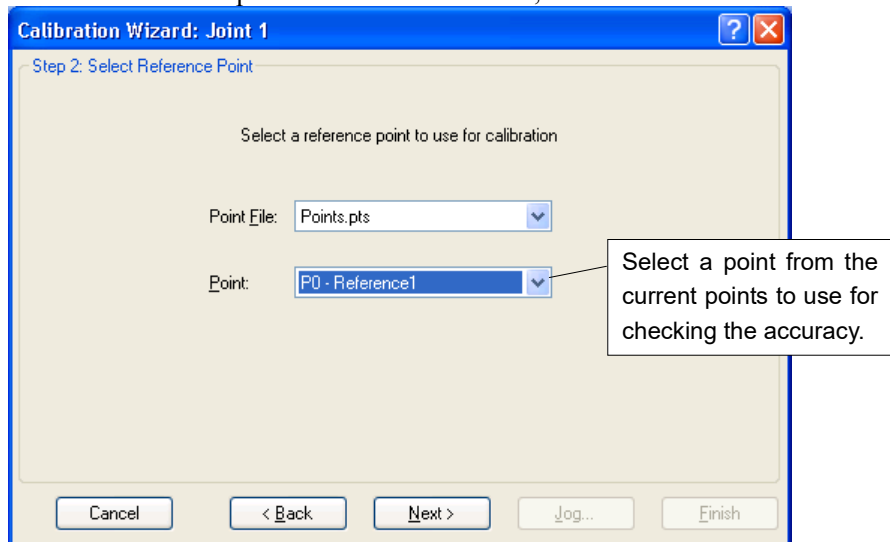 Calibration Wizard: Joint 1
Step 2: Select Reference Point
Select a reference point to use for calibration
Point File: Points.pts
Point: P0 - Reference1
Select a point from the
current points to use for
checking the accuracy.
Cancel < Back Next > Jog... Finish